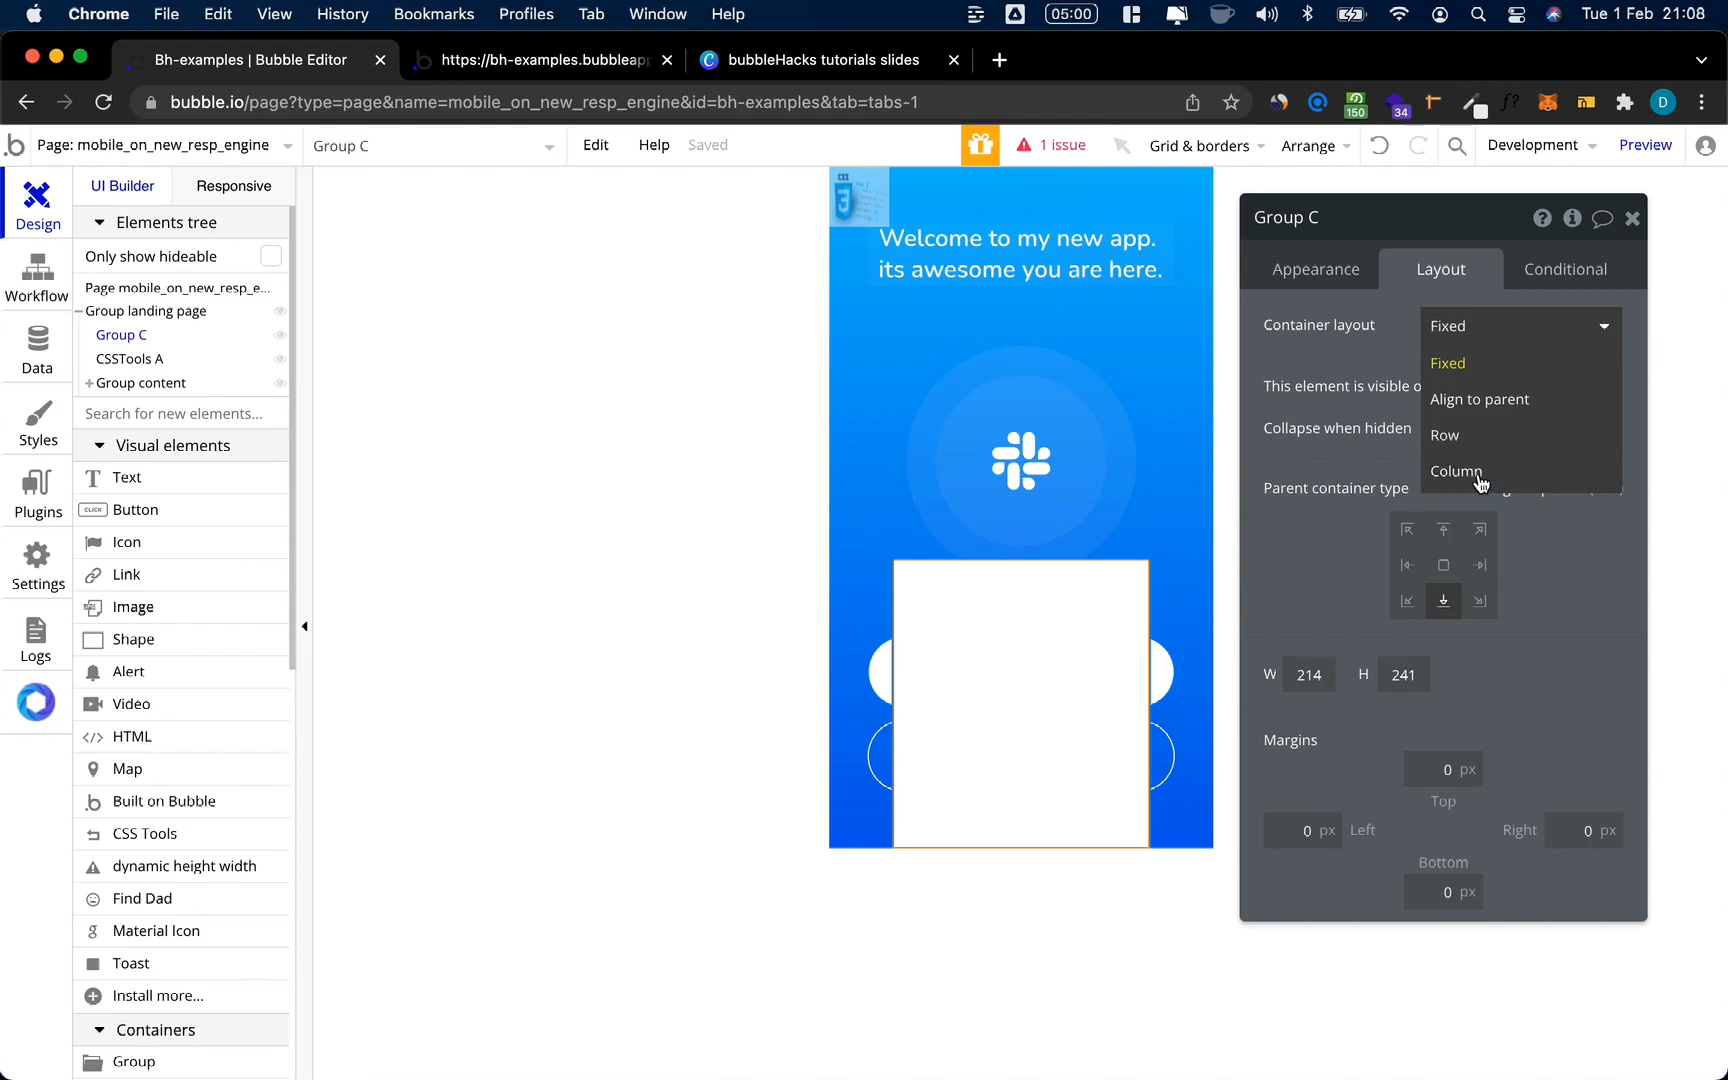 Chrome File Edit View History Bookmarks Profiles Tab Window Help 05:00 Tue 1 Feb 21:08
Bh-examples | Bubble Editor https://bh-examples.bubbleap bubbleHacks tutorials slides
bubble.io/page?type=page&name=mobile_on_new_resp_engine&id=bh-examples&tab=tabs-1 150 34 f? D
Page: mobile_on_new_resp_engine Group C Edit Help Saved 1 issue Grid & borders Arrange Development Preview
Design
Workflow
Data
Styles
Plugins
Settings
Logs
UI Builder Responsive
Elements tree
Only show hideable
Page mobile_on_new_resp_e...
Group landing page
Group C
CSSTools A
Group content
Search for new elements...
Visual elements
Text
CLICK Button
Icon
Link
Image
Shape
Alert
Video
HTML
Map
Built on Bubble
CSS Tools
dynamic height width
Find Dad
Material Icon
Toast
Install more...
Containers
Group
CSS
3
Welcome to my new app.
its awesome you are here.
Group C
Appearance Layout Conditional
Container layout Fixed
Fixed
Align to parent
Row
Column
This element is visible o
Collapse when hidden
Parent container type
W 214 H 241
Margins
0 px
Top
0 px Left Right 0 px
Bottom
0 px